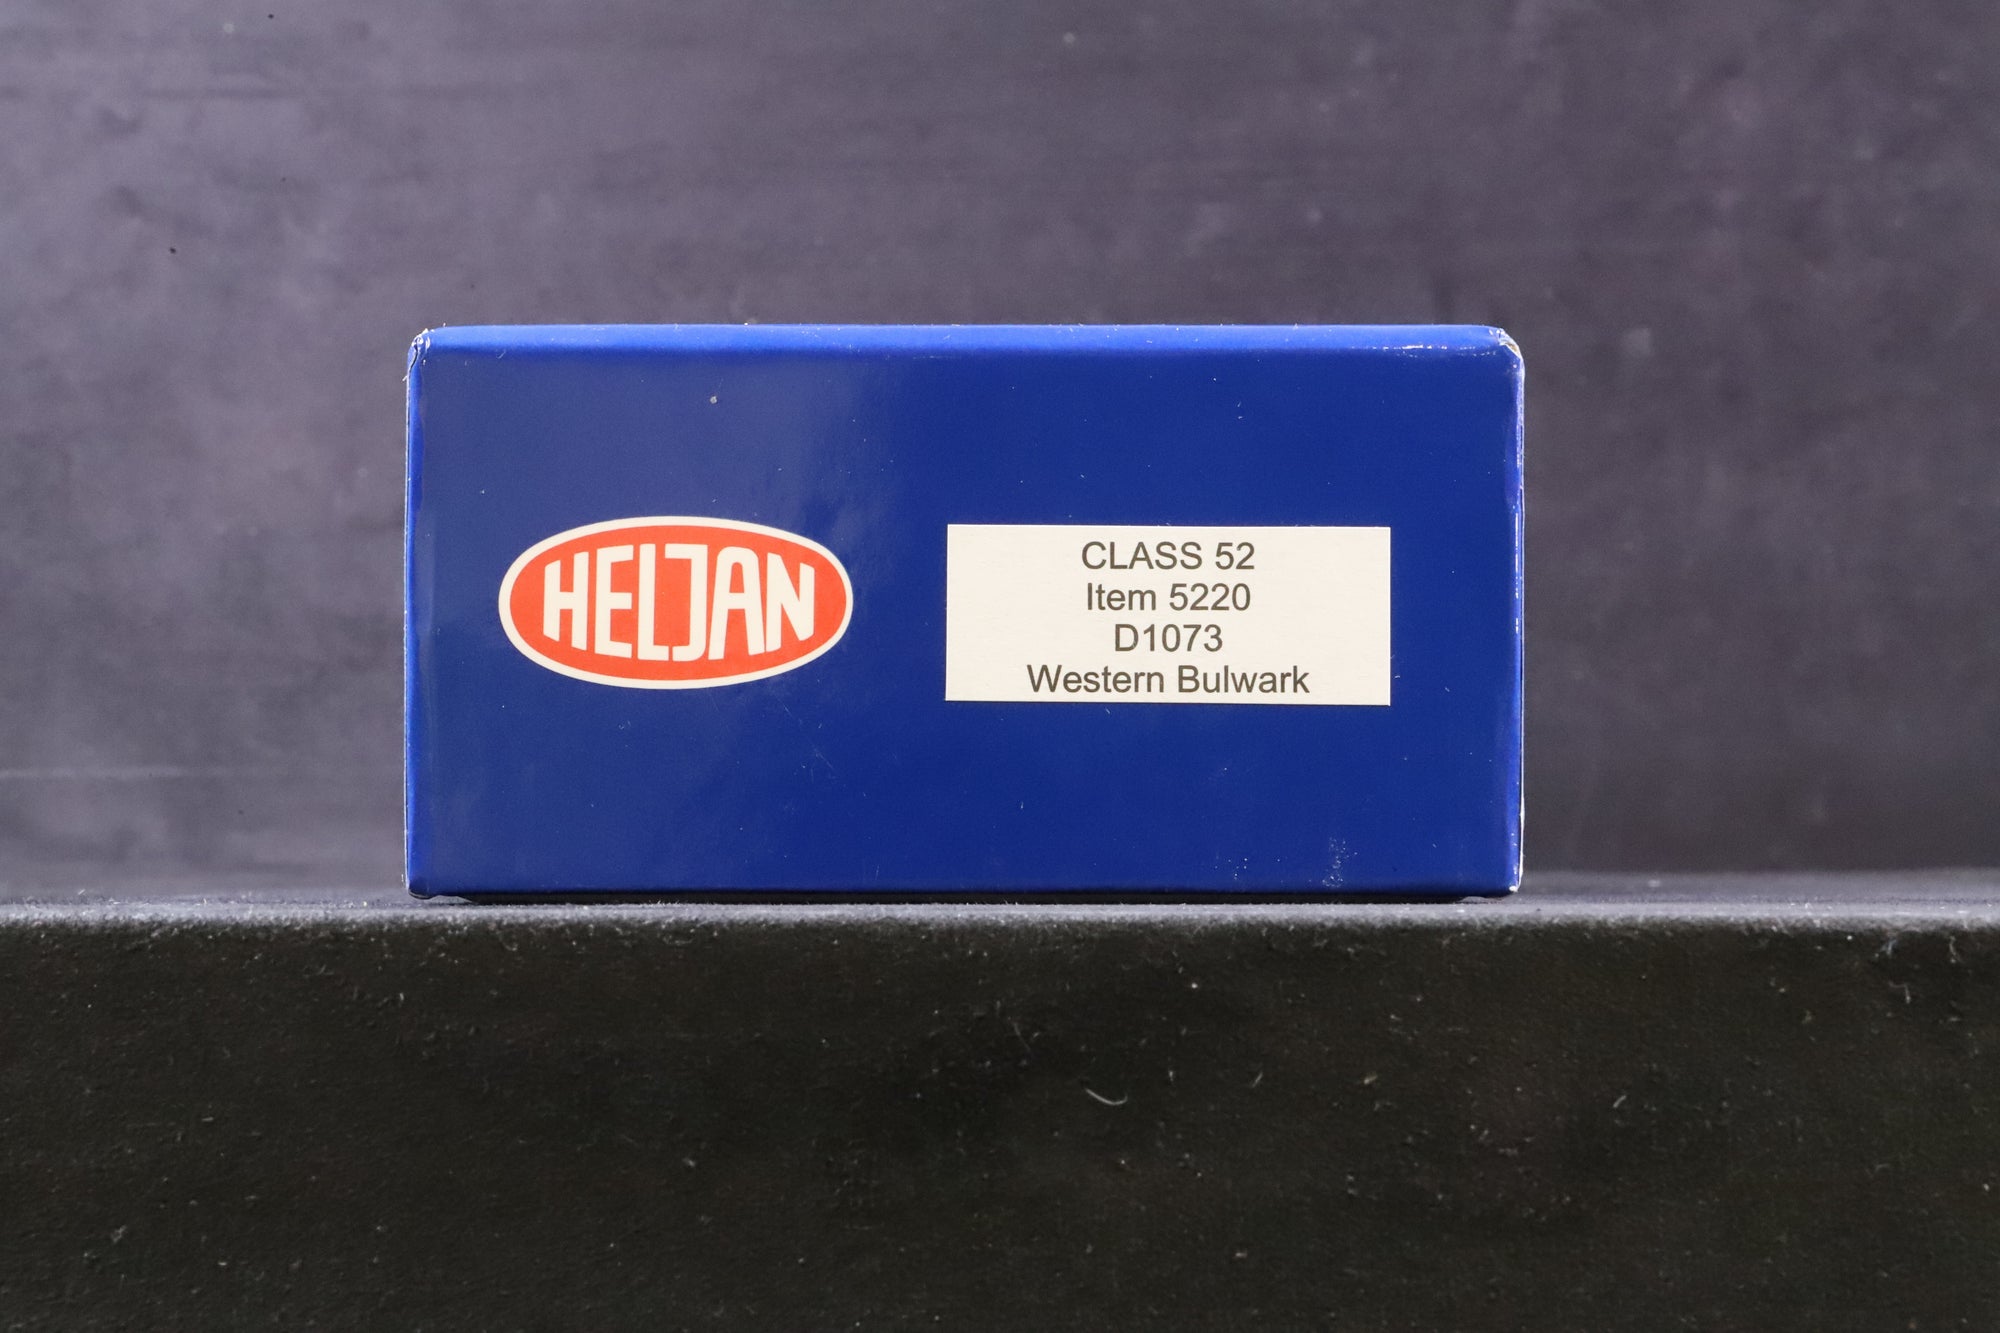 HELJAN
CLASS 52
Item 5220
D1073
Western Bulwark